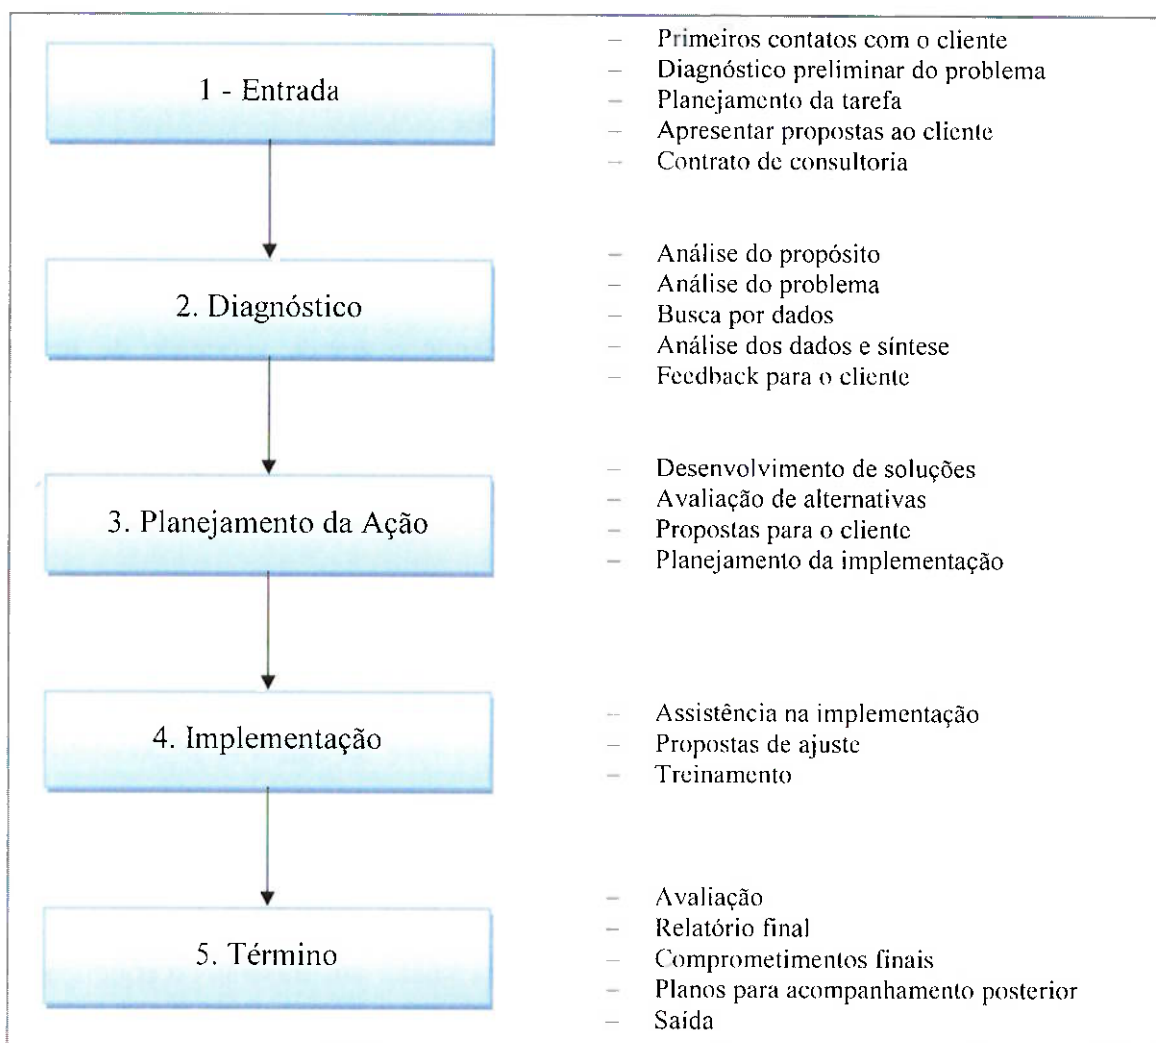 1 - Entrada
– Primeiros contatos com o cliente
– Diagnóstico preliminar do problema
– Planejamento da tarefa
– Apresentar propostas ao cliente
– Contrato de consultoria
2. Diagnóstico
– Análise do propósito
– Análise do problema
– Busca por dados
– Análise dos dados e síntese
– Feedback para o cliente
3. Planejamento da Ação
– Desenvolvimento de soluções
– Avaliação de alternativas
– Propostas para o cliente
– Planejamento da implementação
4. Implementação
– Assistência na implementação
– Propostas de ajuste
– Treinamento
5. Término
– Avaliação
– Relatório final
– Comprometimentos finais
– Planos para acompanhamento posterior
– Saída